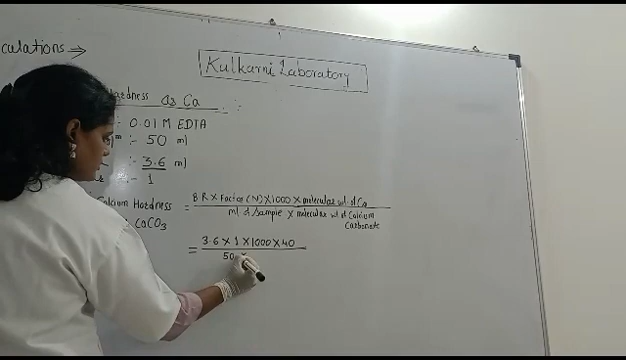 culations ⇒
Kulkarni Laboratory
Hardness as Ca :-
: 0.01 M EDTA
:- 50 ml
:- 3.6 ml
:- 1
Calcium Hardness = B R X Factor (N) X 1000 X molecular wt of Ca
CaCO3
ml of Sample X molecular wt of Calcium
Carbonate
= 3.6 X 1 X 1000 X 40
50 X